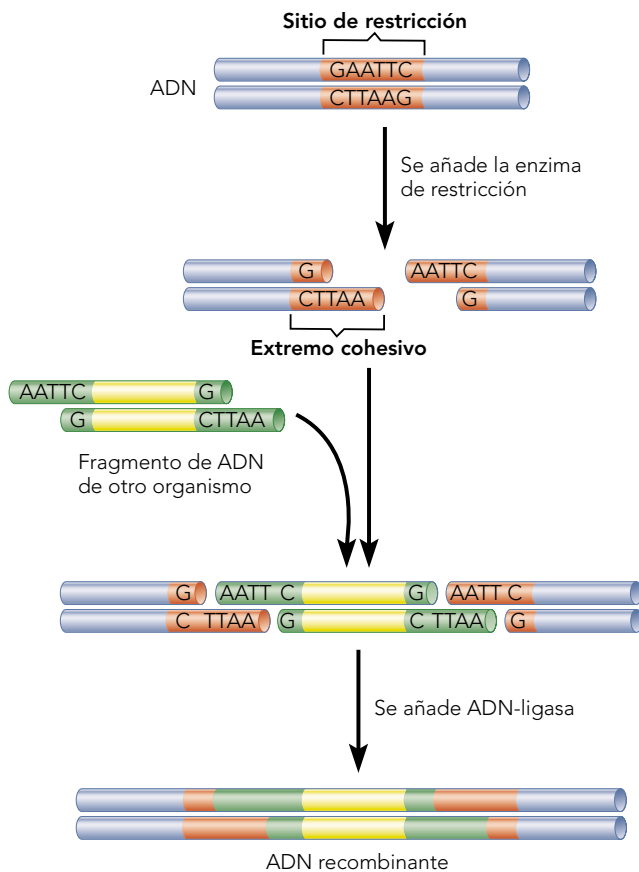 Sitio de restricción
ADN
GAATTC
CTTAAG
Se añade la enzima
de restricción
G AATTC
CTTAA G
Extremo cohesivo
AATTC G
G CTTAA
Fragmento de ADN
de otro organismo
G AATT C G AATT C
C TTAA G C TTAA G
Se añade ADN-ligasa
ADN recombinante